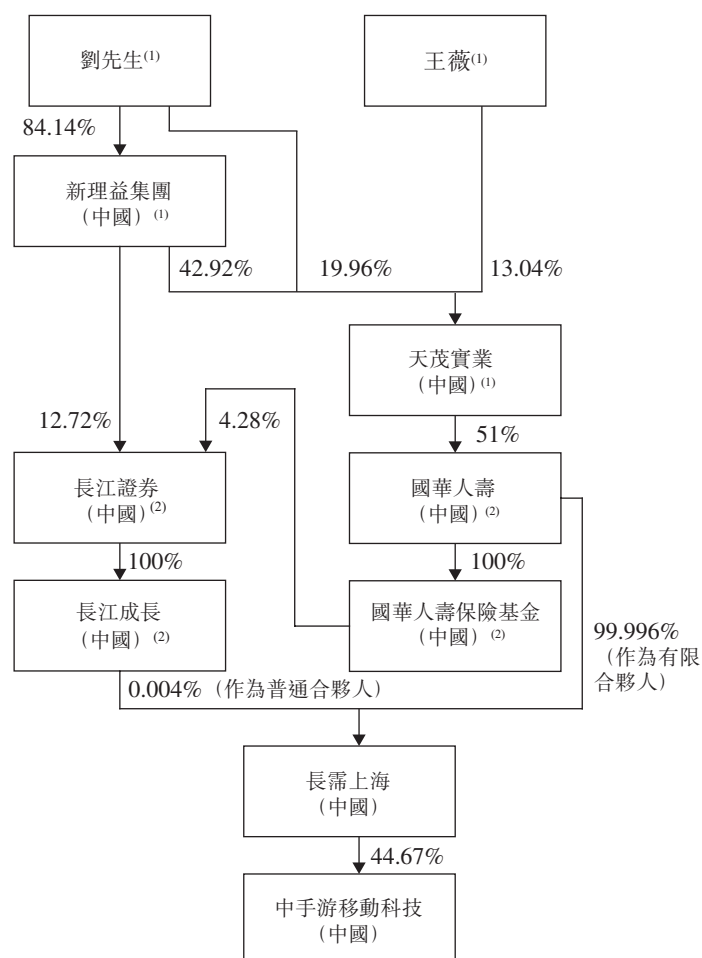 劉先生(1)
王薇(1)
84.14%
新理益集團
（中國）(1)
42.92%
19.96%
13.04%
天茂實業
（中國）(1)
12.72%
4.28%
51%
長江證券
（中國）(2)
國華人壽
（中國）(2)
100%
100%
長江成長
（中國）(2)
國華人壽保險基金
（中國）(2)
99.996%
（作為有限
合夥人）
0.004%（作為普通合夥人）
長霈上海
（中國）
44.67%
中手游移動科技
（中國）